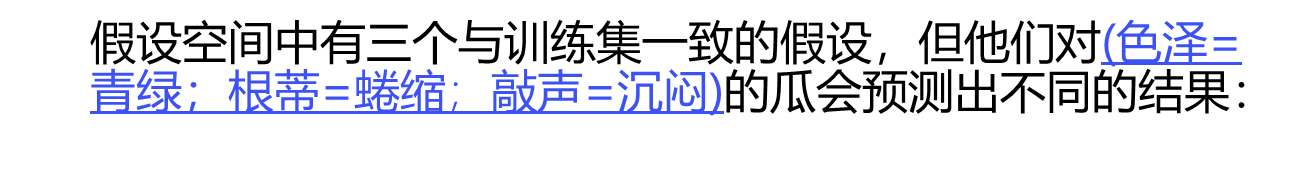 假设空间中有三个与训练集一致的假设，但他们对(色泽=
青绿；根蒂=蜷缩；敲声=沉闷)的瓜会预测出不同的结果：